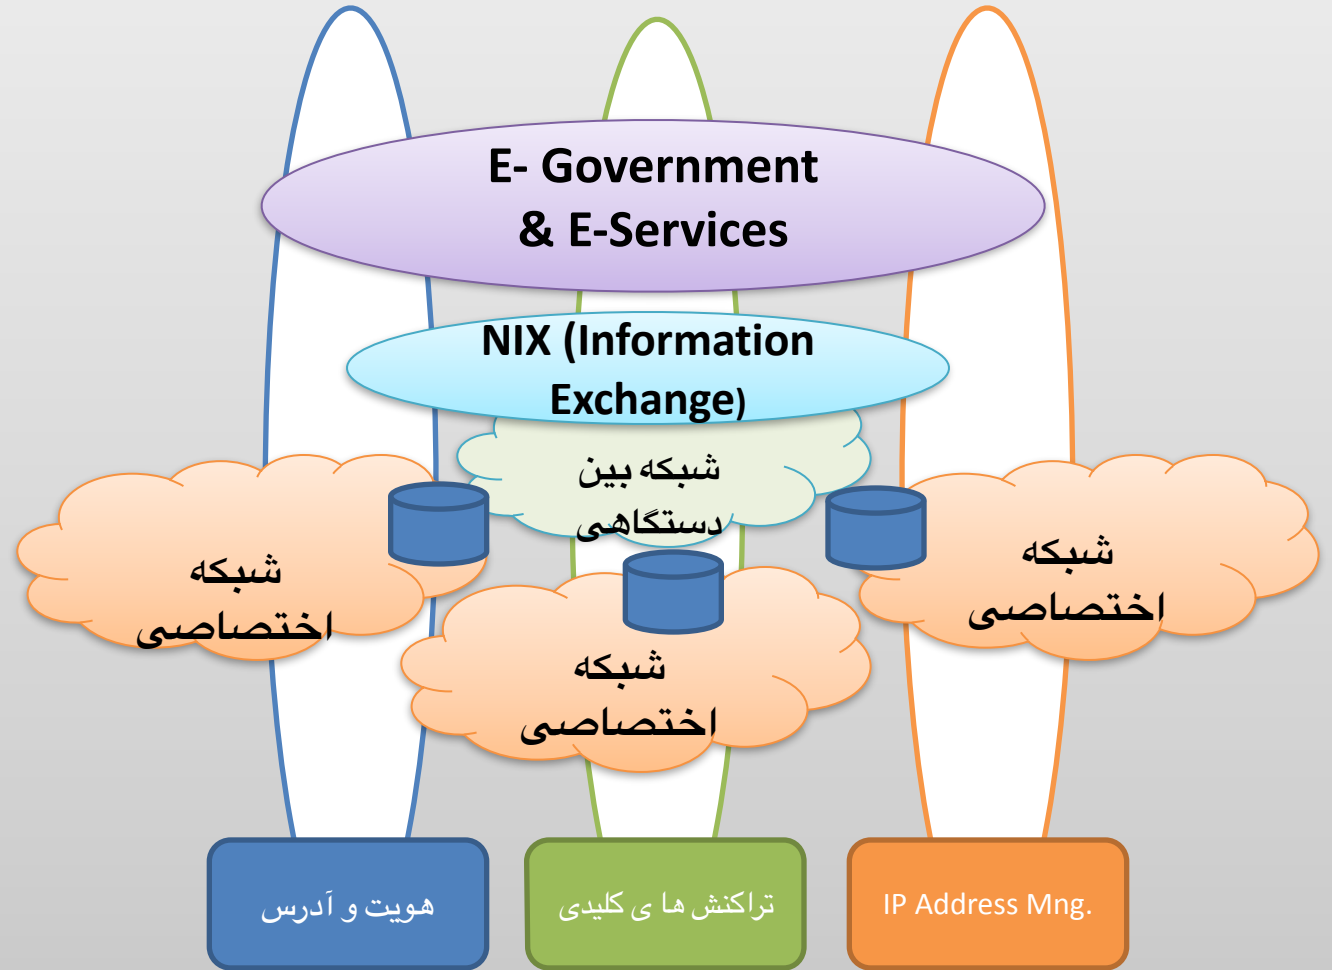 E- Government
& E-Services
NIX (Information
Exchange)
شبکه بین
دستگاهی
شبکه
اختصاصی
شبکه
اختصاصی
شبکه
اختصاصی
هویت و آدرس
تراکنش ها ی کلیدی
IP Address Mng.